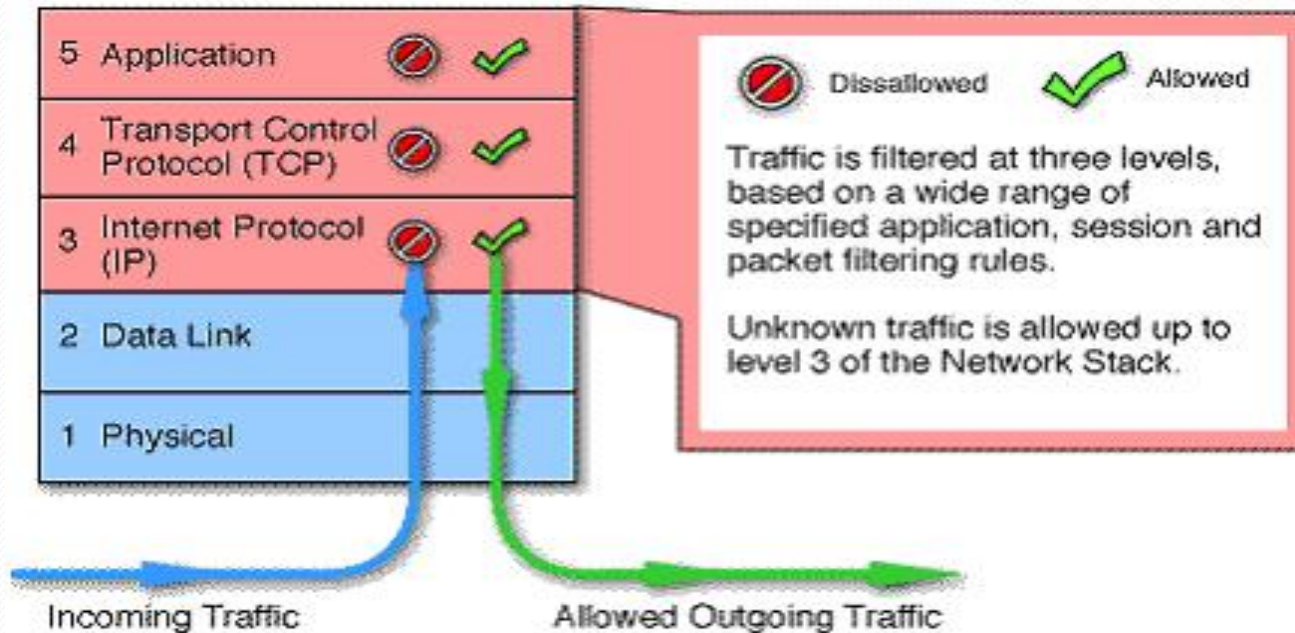 5 Application
4 Transport Control
Protocol (TCP)
3 Internet Protocol
(IP)
2 Data Link
1 Physical
Incoming Traffic
Allowed Outgoing Traffic
Dissallowed
Allowed
Traffic is filtered at three levels,
based on a wide range of
specified application, session and
packet filtering rules.
Unknown traffic is allowed up to
level 3 of the Network Stack.